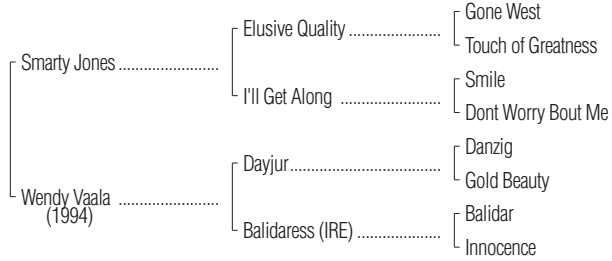 Gone West
Elusive Quality ....................
Touch of Greatness
Smarty Jones ......................
Smile
I'll Get Along ......................
Dont Worry Bout Me
Danzig
Dayjur.................................
Gold Beauty
Wendy Vaala ......................
(1994)
Balidar
Balidaress (IRE) ..................
Innocence